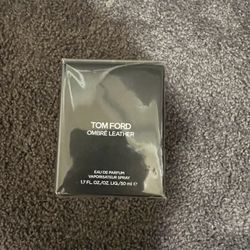 TOM FORD
OMBRÉ LEATHER
EAU DE PARFUM
VAPORISATEUR SPRAY
1.7 FL. OZ./OZ. LIQ./50 ml ℮